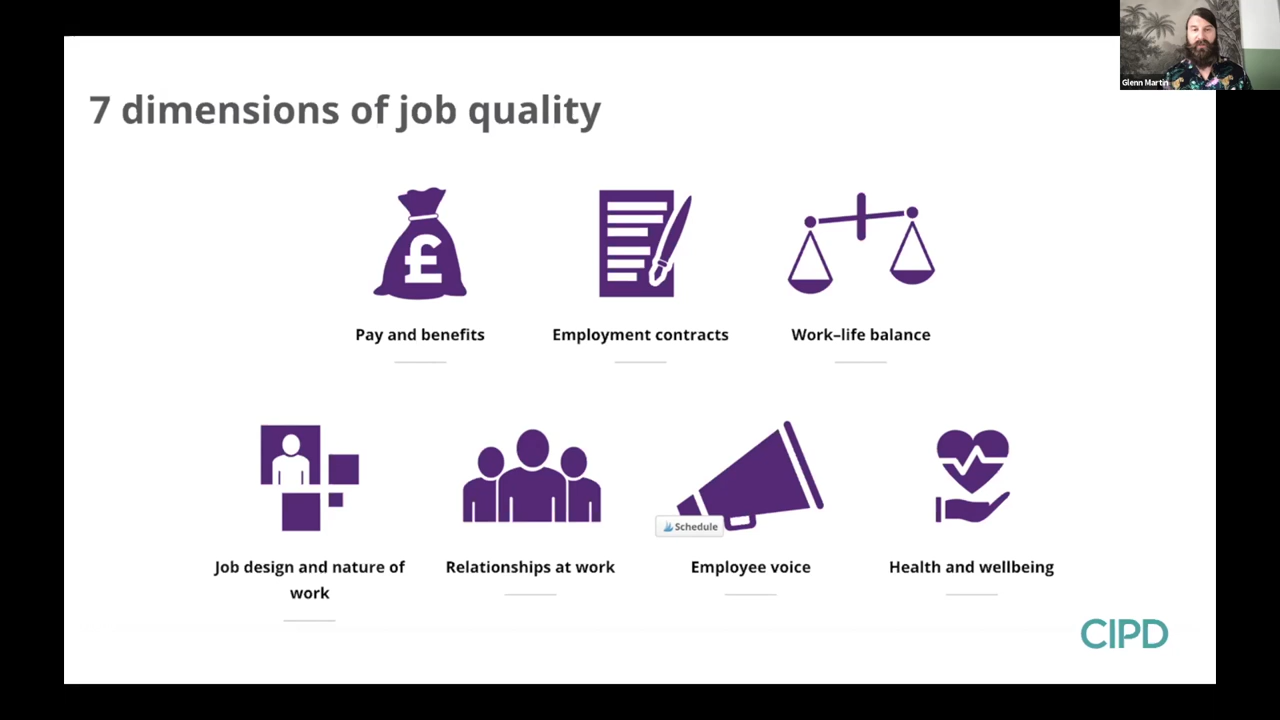 Glenn Martin
7 dimensions of job quality
£
Pay and benefits
Employment contracts
Work–life balance
Schedule
Job design and nature of
work
Relationships at work
Employee voice
Health and wellbeing
CIPD